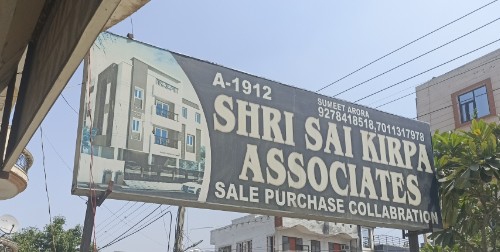 A-1912
SUMEET ARORA
9278418518,7011317978
SHRI SAI KIRPA
ASSOCIATES
SALE PURCHASE COLLABRATION